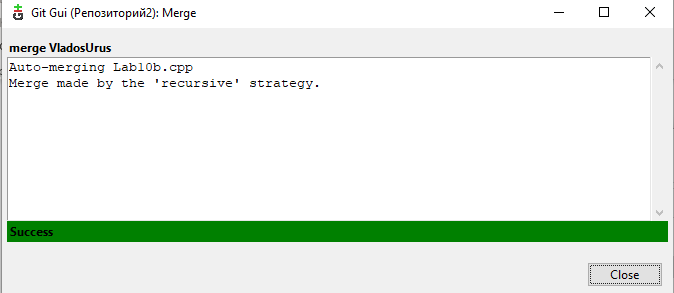 Git Gui (Репозиторий2): Merge
merge VladosUrus
Auto-merging Lab10b.cpp
Merge made by the 'recursive' strategy.
Success
Close